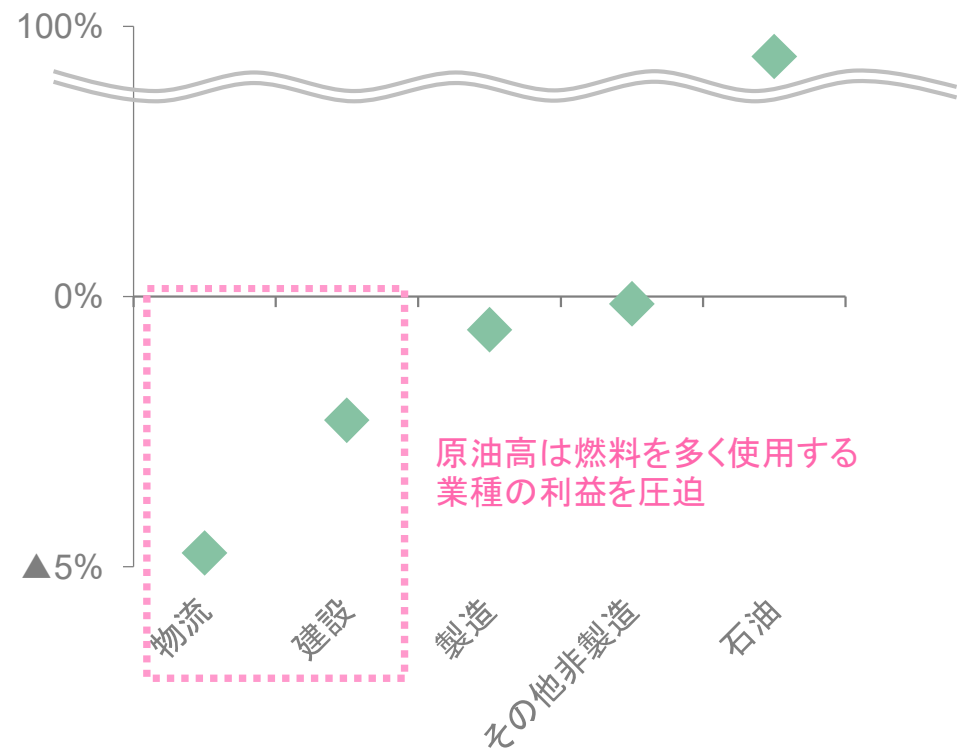 100%
0%
▲5%
物流
建設
製造
その他非製造
石油
原油高は燃料を多く使用する
業種の利益を圧迫